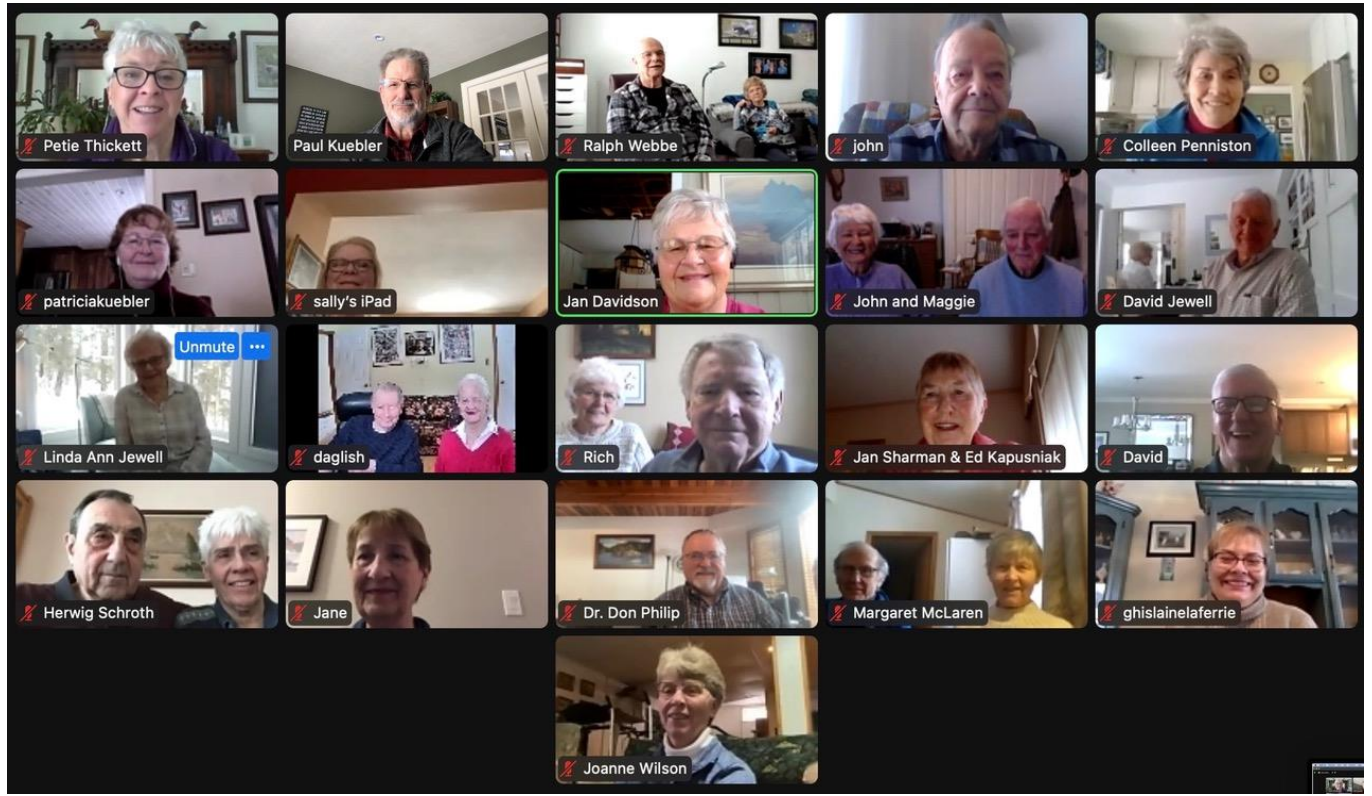 Petie Thickett
Paul Kuebler
Ralph Webbe
john
Colleen Penniston
patriciakuebler
sally's iPad
Jan Davidson
John and Maggie
David Jewell
Unmute ...
Linda Ann Jewell
daglish
Rich
Jan Sharman & Ed Kapusniak
David
Herwig Schroth
Jane
Dr. Don Philip
Margaret McLaren
ghislainelaferrie
Joanne Wilson